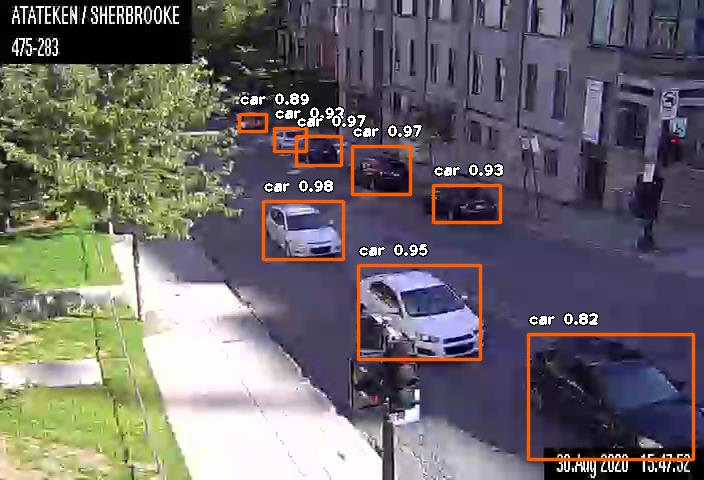 ATATEKEN / SHERBROOKE
475-283
car 0.89
car 0.92
car 0.97
car 0.97
car 0.93
car 0.98
car 0.95
car 0.82
30.Aug 2020 15:47:52